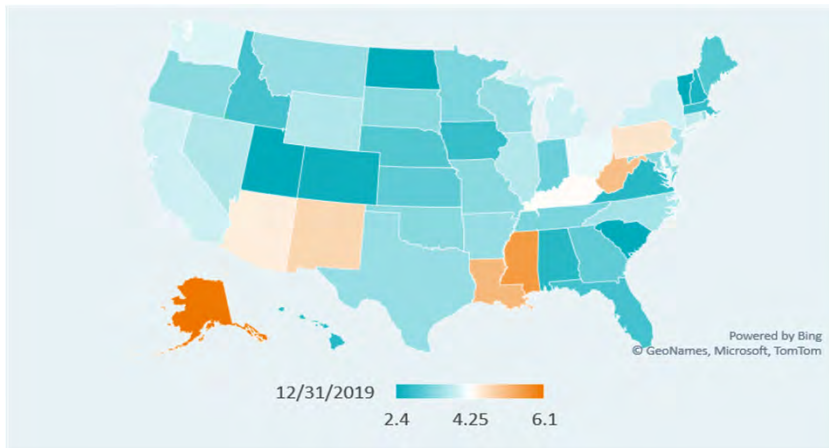 Powered by Bing
© GeoNames, Microsoft, TomTom
12/31/2019
2.4 4.25 6.1